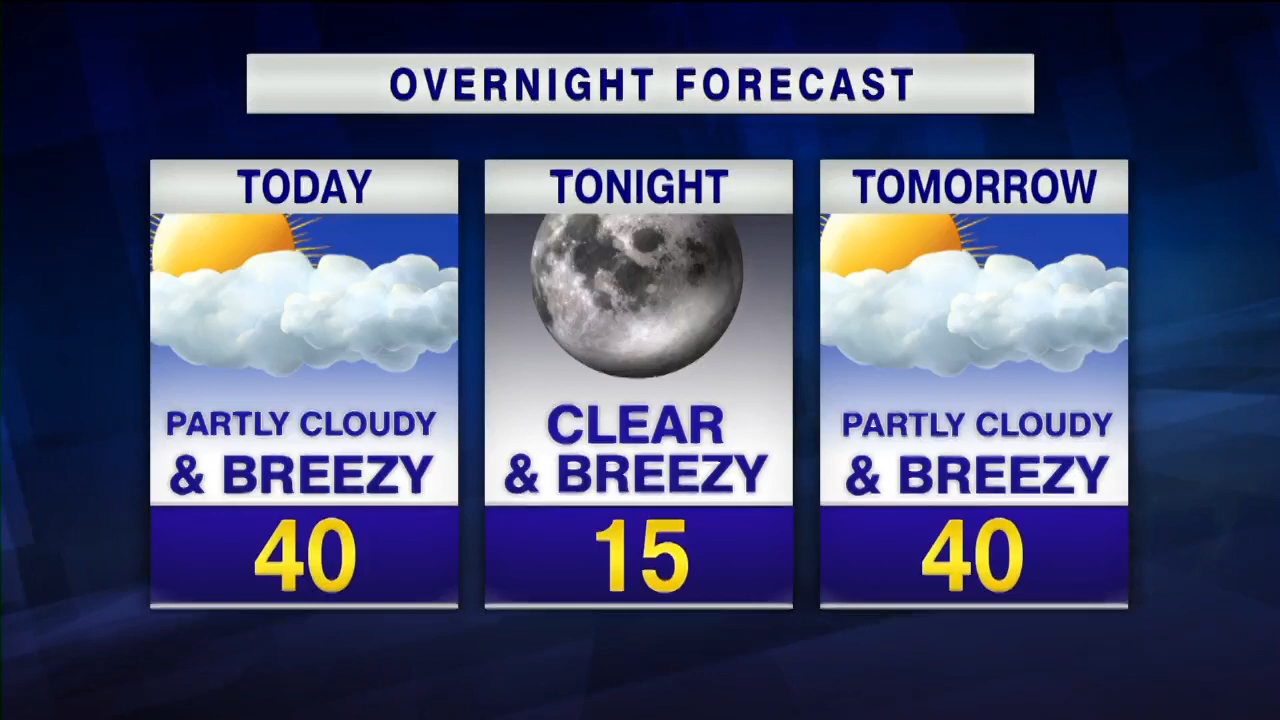 OVERNIGHT FORECAST
TODAY
PARTLY CLOUDY
& BREEZY
40
TONIGHT
CLEAR
& BREEZY
15
TOMORROW
PARTLY CLOUDY
& BREEZY
40